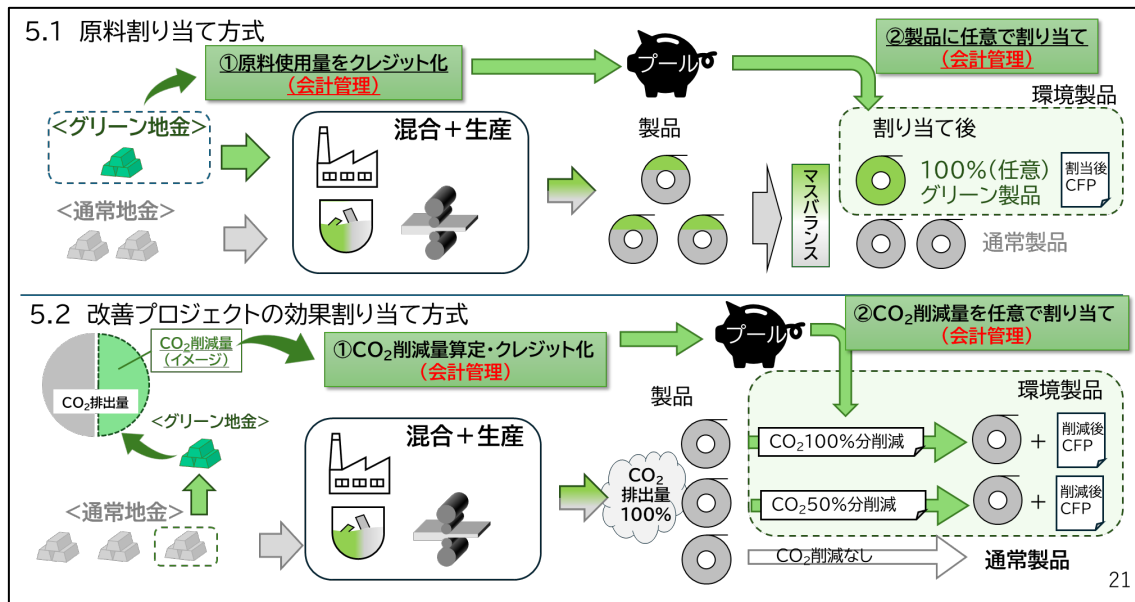 5.1 原料割り当て方式
①原料使用量をクレジット化
(会計管理)
プール
②製品に任意で割り当て
(会計管理)
環境製品
<グリーン地金>
<通常地金>
混合＋生産
製品
マスバランス
割り当て後
100%(任意)
グリーン製品
割当後
CFP
通常製品
5.2 改善プロジェクトの効果割り当て方式
CO₂削減量
(イメージ)
CO₂排出量
①CO₂削減量算定・クレジット化
(会計管理)
プール
②CO₂削減量を任意で割り当て
(会計管理)
<グリーン地金>
<通常地金>
混合＋生産
製品
CO₂
排出量
100%
環境製品
CO₂100%分削減
+
削減後
CFP
CO₂50%分削減
+
削減後
CFP
CO₂削減なし
通常製品
21